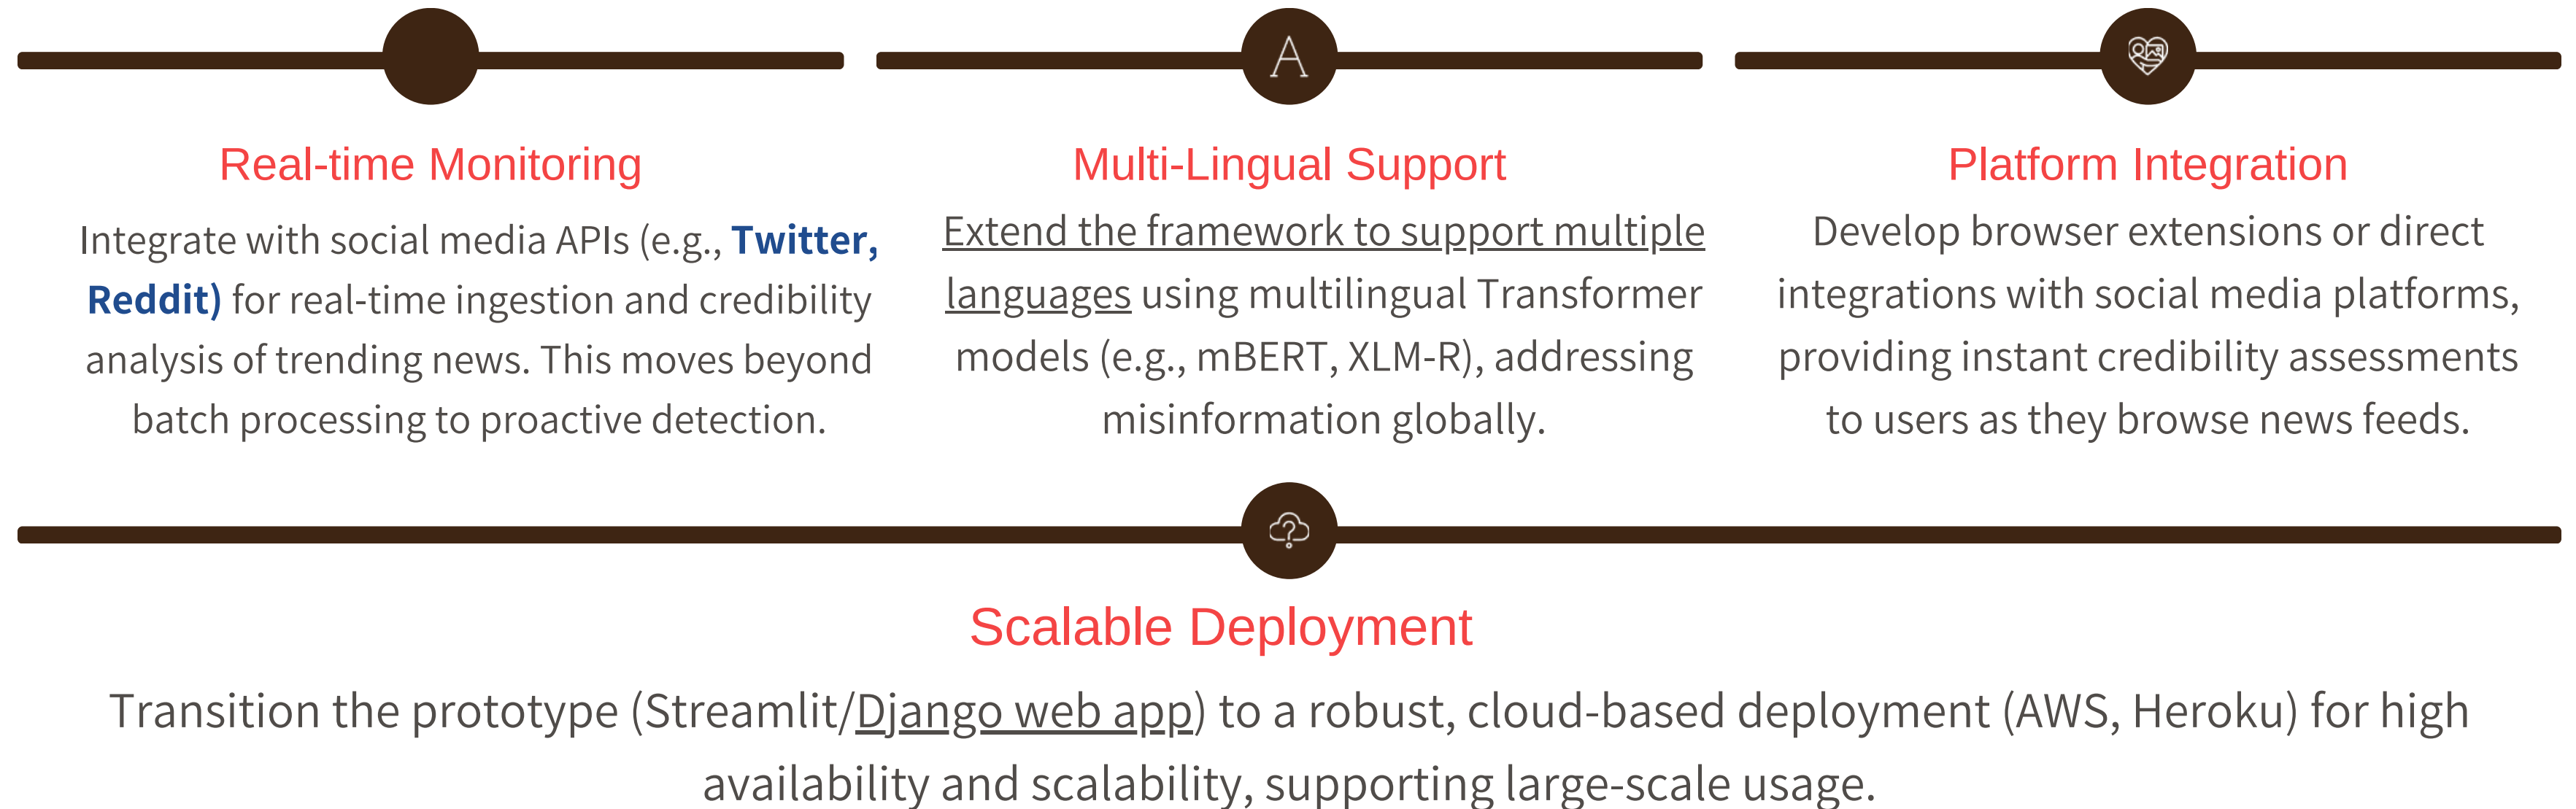 A
Real-time Monitoring
Integrate with social media APIs (e.g., Twitter,
Reddit) for real-time ingestion and credibility
analysis of trending news. This moves beyond
batch processing to proactive detection.
Multi-Lingual Support
Extend the framework to support multiple
languages using multilingual Transformer
models (e.g., mBERT, XLM-R), addressing
misinformation globally.
Platform Integration
Develop browser extensions or direct
integrations with social media platforms,
providing instant credibility assessments
to users as they browse news feeds.
?
Scalable Deployment
Transition the prototype (Streamlit/Django web app) to a robust, cloud-based deployment (AWS, Heroku) for high
availability and scalability, supporting large-scale usage.